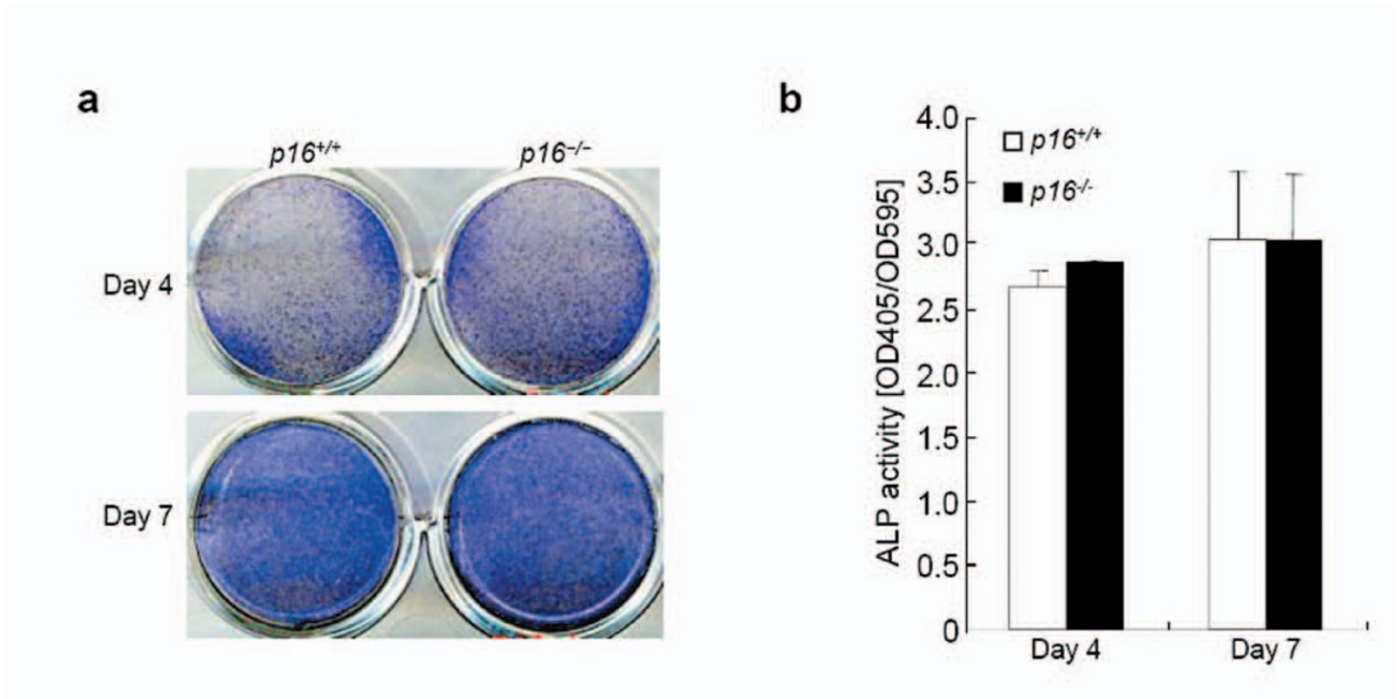 a
p16+/+ p16−/−
Day 4
Day 7
b
4.0
3.5
3.0
2.5
2.0
1.5
1.0
0.5
0
ALP activity [OD405/OD595]
p16+/+
p16-/-
Day 4 Day 7